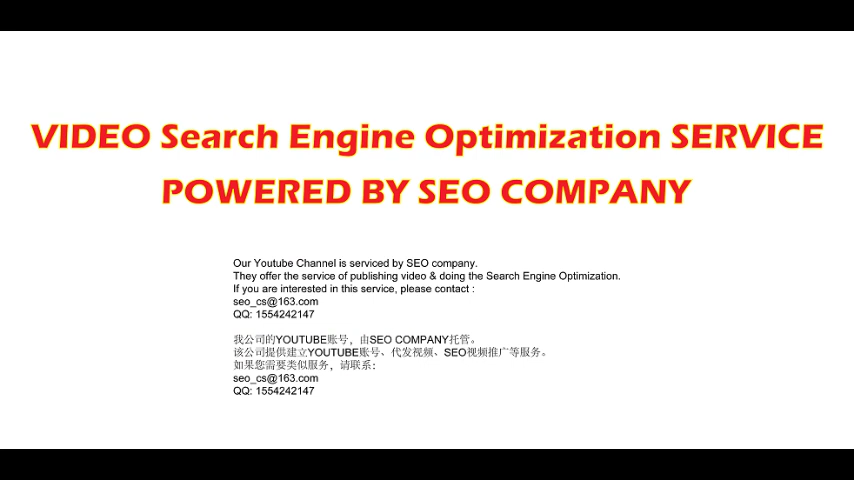 VIDEO Search Engine Optimization SERVICE
POWERED BY SEO COMPANY
Our Youtube Channel is serviced by SEO company.
They offer the service of publishing video & doing the Search Engine Optimization.
If you are interested in this service, please contact :
seo_cs@163.com
QQ: 1554242147
我公司的YOUTUBE账号，由SEO COMPANY托管。
该公司提供建立YOUTUBE账号、代发视频、SEO视频推广等服务。
如果您需要类似服务，请联系：
seo_cs@163.com
QQ: 1554242147